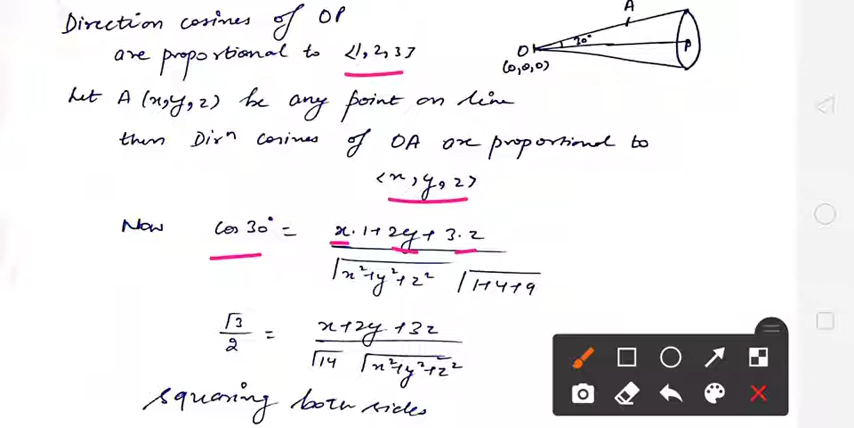 Direction cosines of OP
are proportional to <1, 2, 3>
A
O
30°
P
(0,0,0)
Let A (x, y, z) be any point on line
then Dirⁿ cosines of OA are proportional to
<x, y, z>
Now cos 30° = x.1 + 2y + 3.z / √x²+y²+z² √1+4+9
√3/2 = x+2y+3z / √14 √x²+y²+z²
squaring both sides